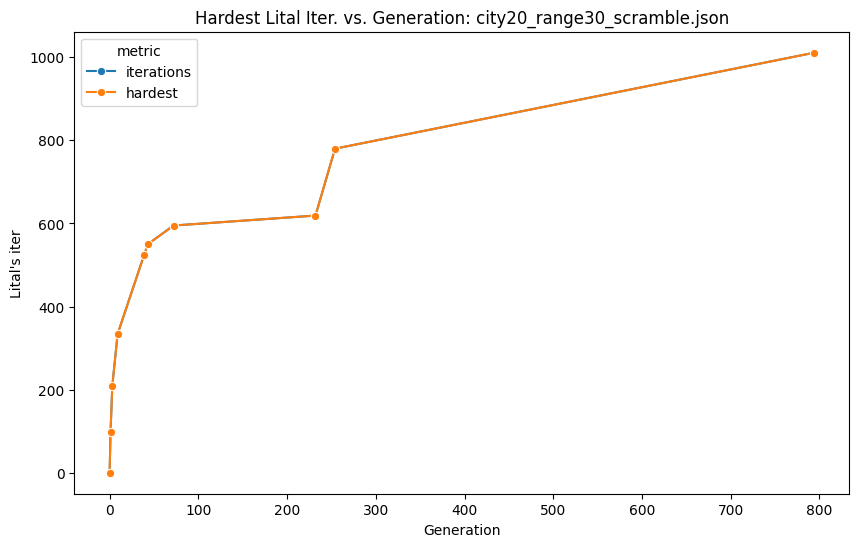 Hardest Lital Iter. vs. Generation: city20_range30_scramble.json
metric
iterations
hardest
1000
800
600
400
200
0
Lital's iter
0 100 200 300 400 500 600 700 800
Generation